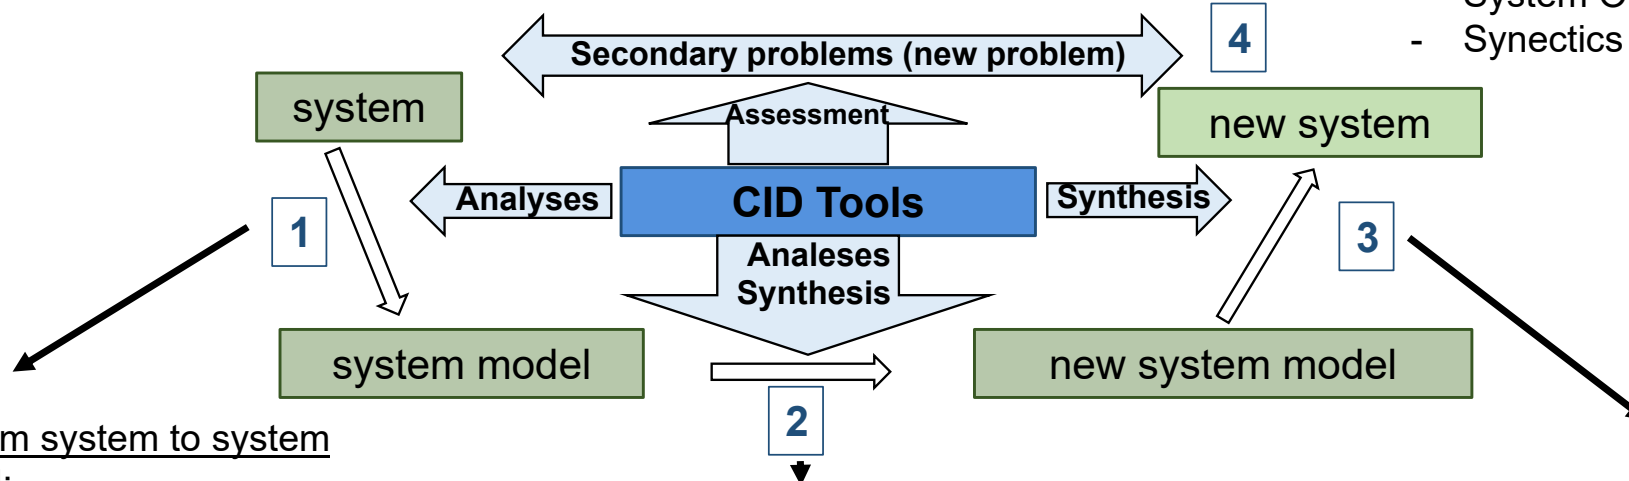 System
- Synectics
Secondary problems (new problem)
4
system
Assessment
new system
Analyses
CID Tools
Synthesis
1
3
Analeses
Synthesis
system model
new system model
2
system to system